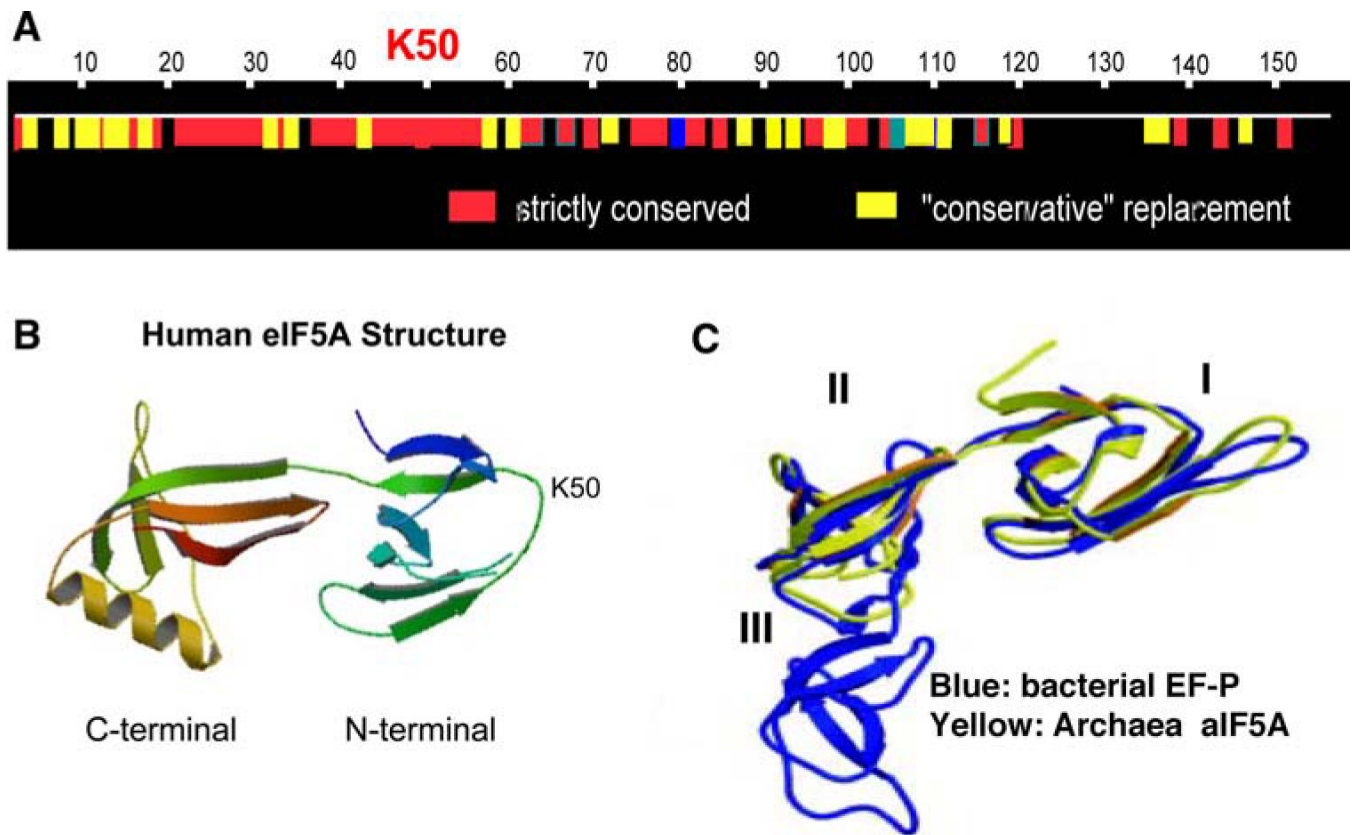 A
K50
10 20 30 40 60 70 80 90 100 110 120 130 140 150
strictly conserved "conservative" replacement
B Human eIF5A Structure
C
II
I
K50
III
Blue: bacterial EF-P
Yellow: Archaea aIF5A
C-terminal N-terminal